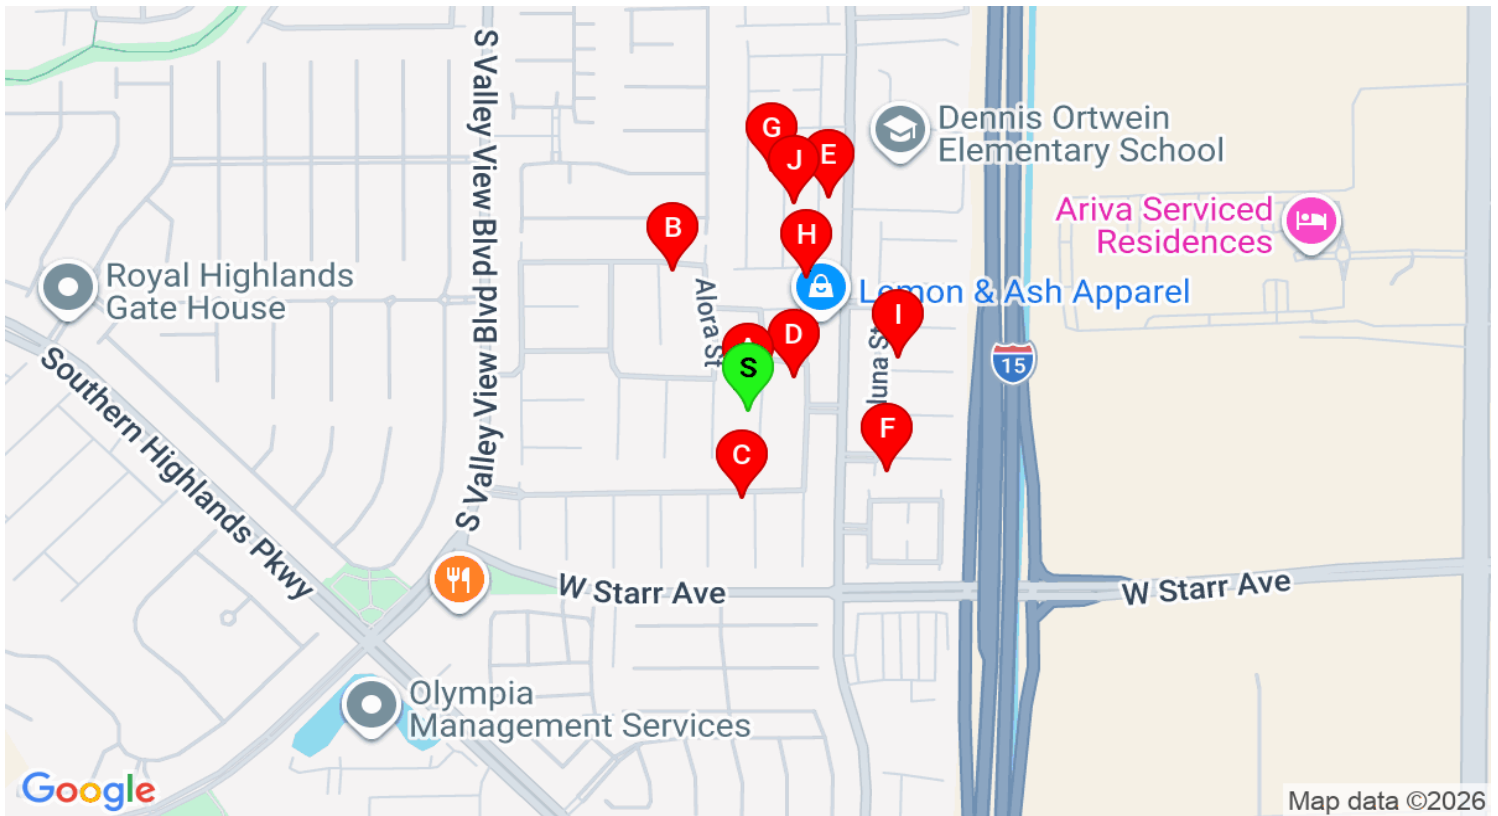 S Valley View Blvd
S Valley View Blvd
Dennis Ortwein
Elementary School
G
J
E
B
H
Ariva Serviced
Residences
Royal Highlands
Gate House
Alora St
Lemon & Ash Apparel
I
D
A
S
15
Southern Highlands Pkwy
F
C
W Starr Ave
W Starr Ave
Olympia
Management Services
Google
Map data ©2026